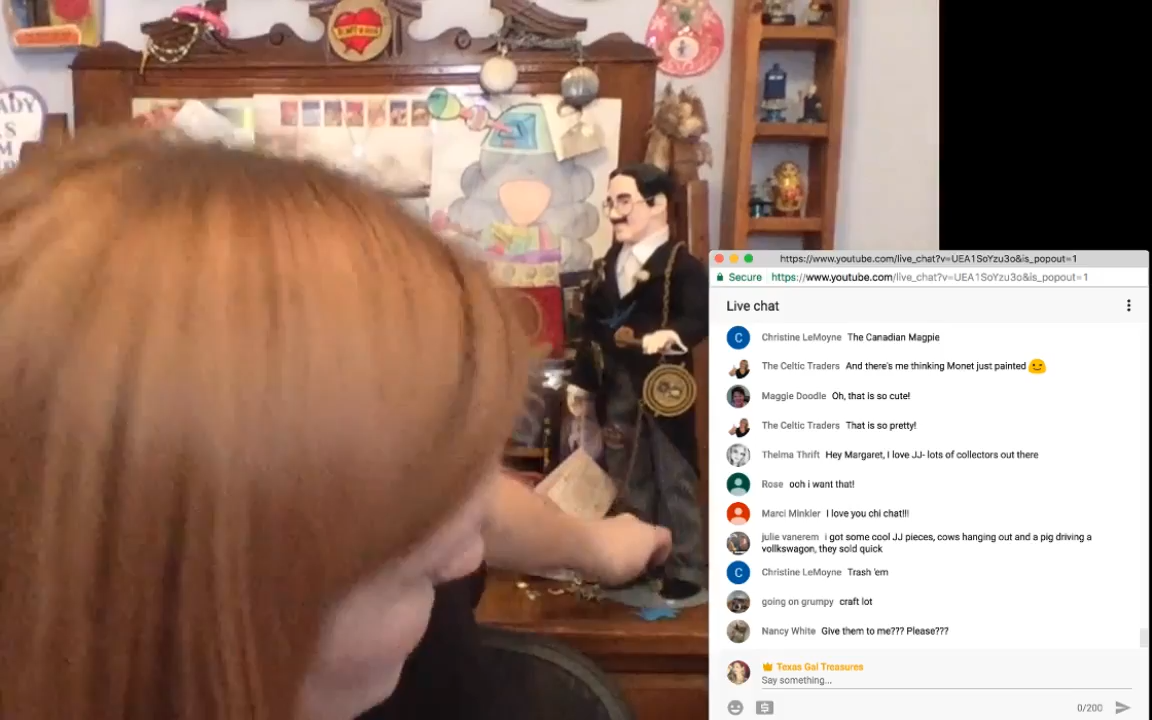 https://www.youtube.com/live_chat?v=UEA1SoYzu3o&is_popout=1
Secure https://www.youtube.com/live_chat?v=UEA1SoYzu3o&is_popout=1
Live chat
C Christine LeMoyne The Canadian Magpie
The Celtic Traders And there's me thinking Monet just painted 😉
Maggie Doodle Oh, that is so cute!
The Celtic Traders That is so pretty!
Thelma Thrift Hey Margaret, I love JJ- lots of collectors out there
Rose ooh i want that!
Marci Minkler I love you chi chat!!!
julie vanerem i got some cool JJ pieces, cows hanging out and a pig driving a
vollkswagon, they sold quick
C Christine LeMoyne Trash 'em
going on grumpy craft lot
Nancy White Give them to me??? Please???
Texas Gal Treasures
Say something...
0/200